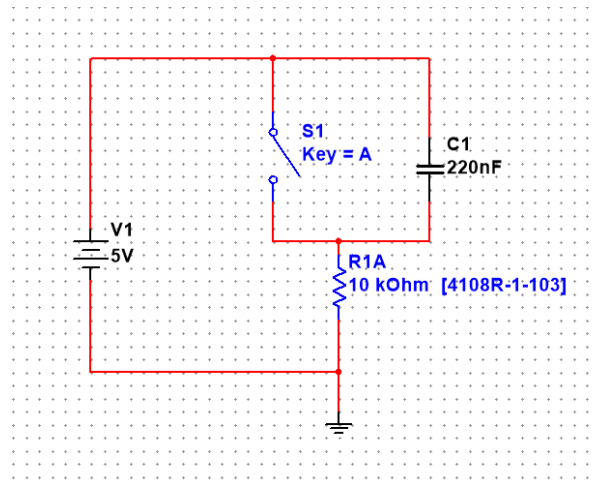 S1
Key = A
C1
220nF
V1
5V
R1A
10 kOhm [4108R-1-103]